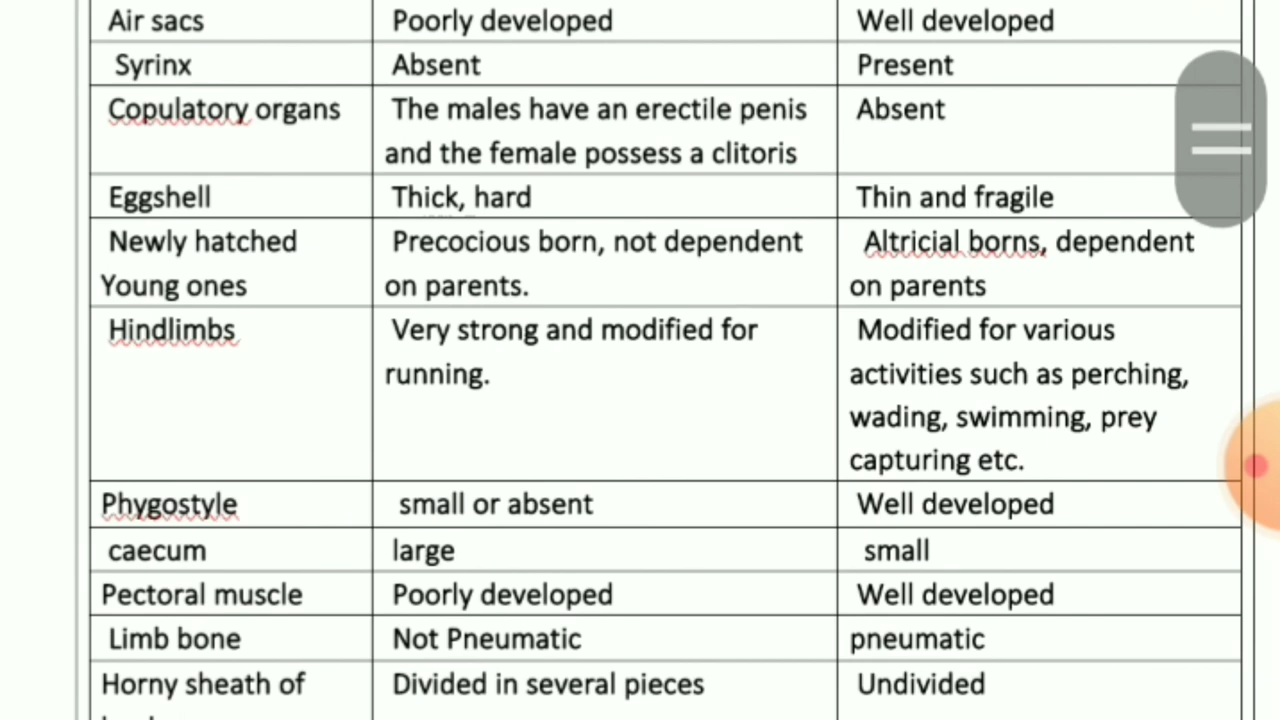 Air sacs Poorly developed Well developed
Syrinx Absent Present
Copulatory organs The males have an erectile penis Absent
and the female possess a clitoris
Eggshell Thick, hard Thin and fragile
Newly hatched Precocious born, not dependent Altricial borns, dependent
Young ones on parents. on parents
Hindlimbs Very strong and modified for Modified for various
running. activities such as perching,
wading, swimming, prey
capturing etc.
Phygostyle small or absent Well developed
caecum large small
Pectoral muscle Poorly developed Well developed
Limb bone Not Pneumatic pneumatic
Horny sheath of Divided in several pieces Undivided